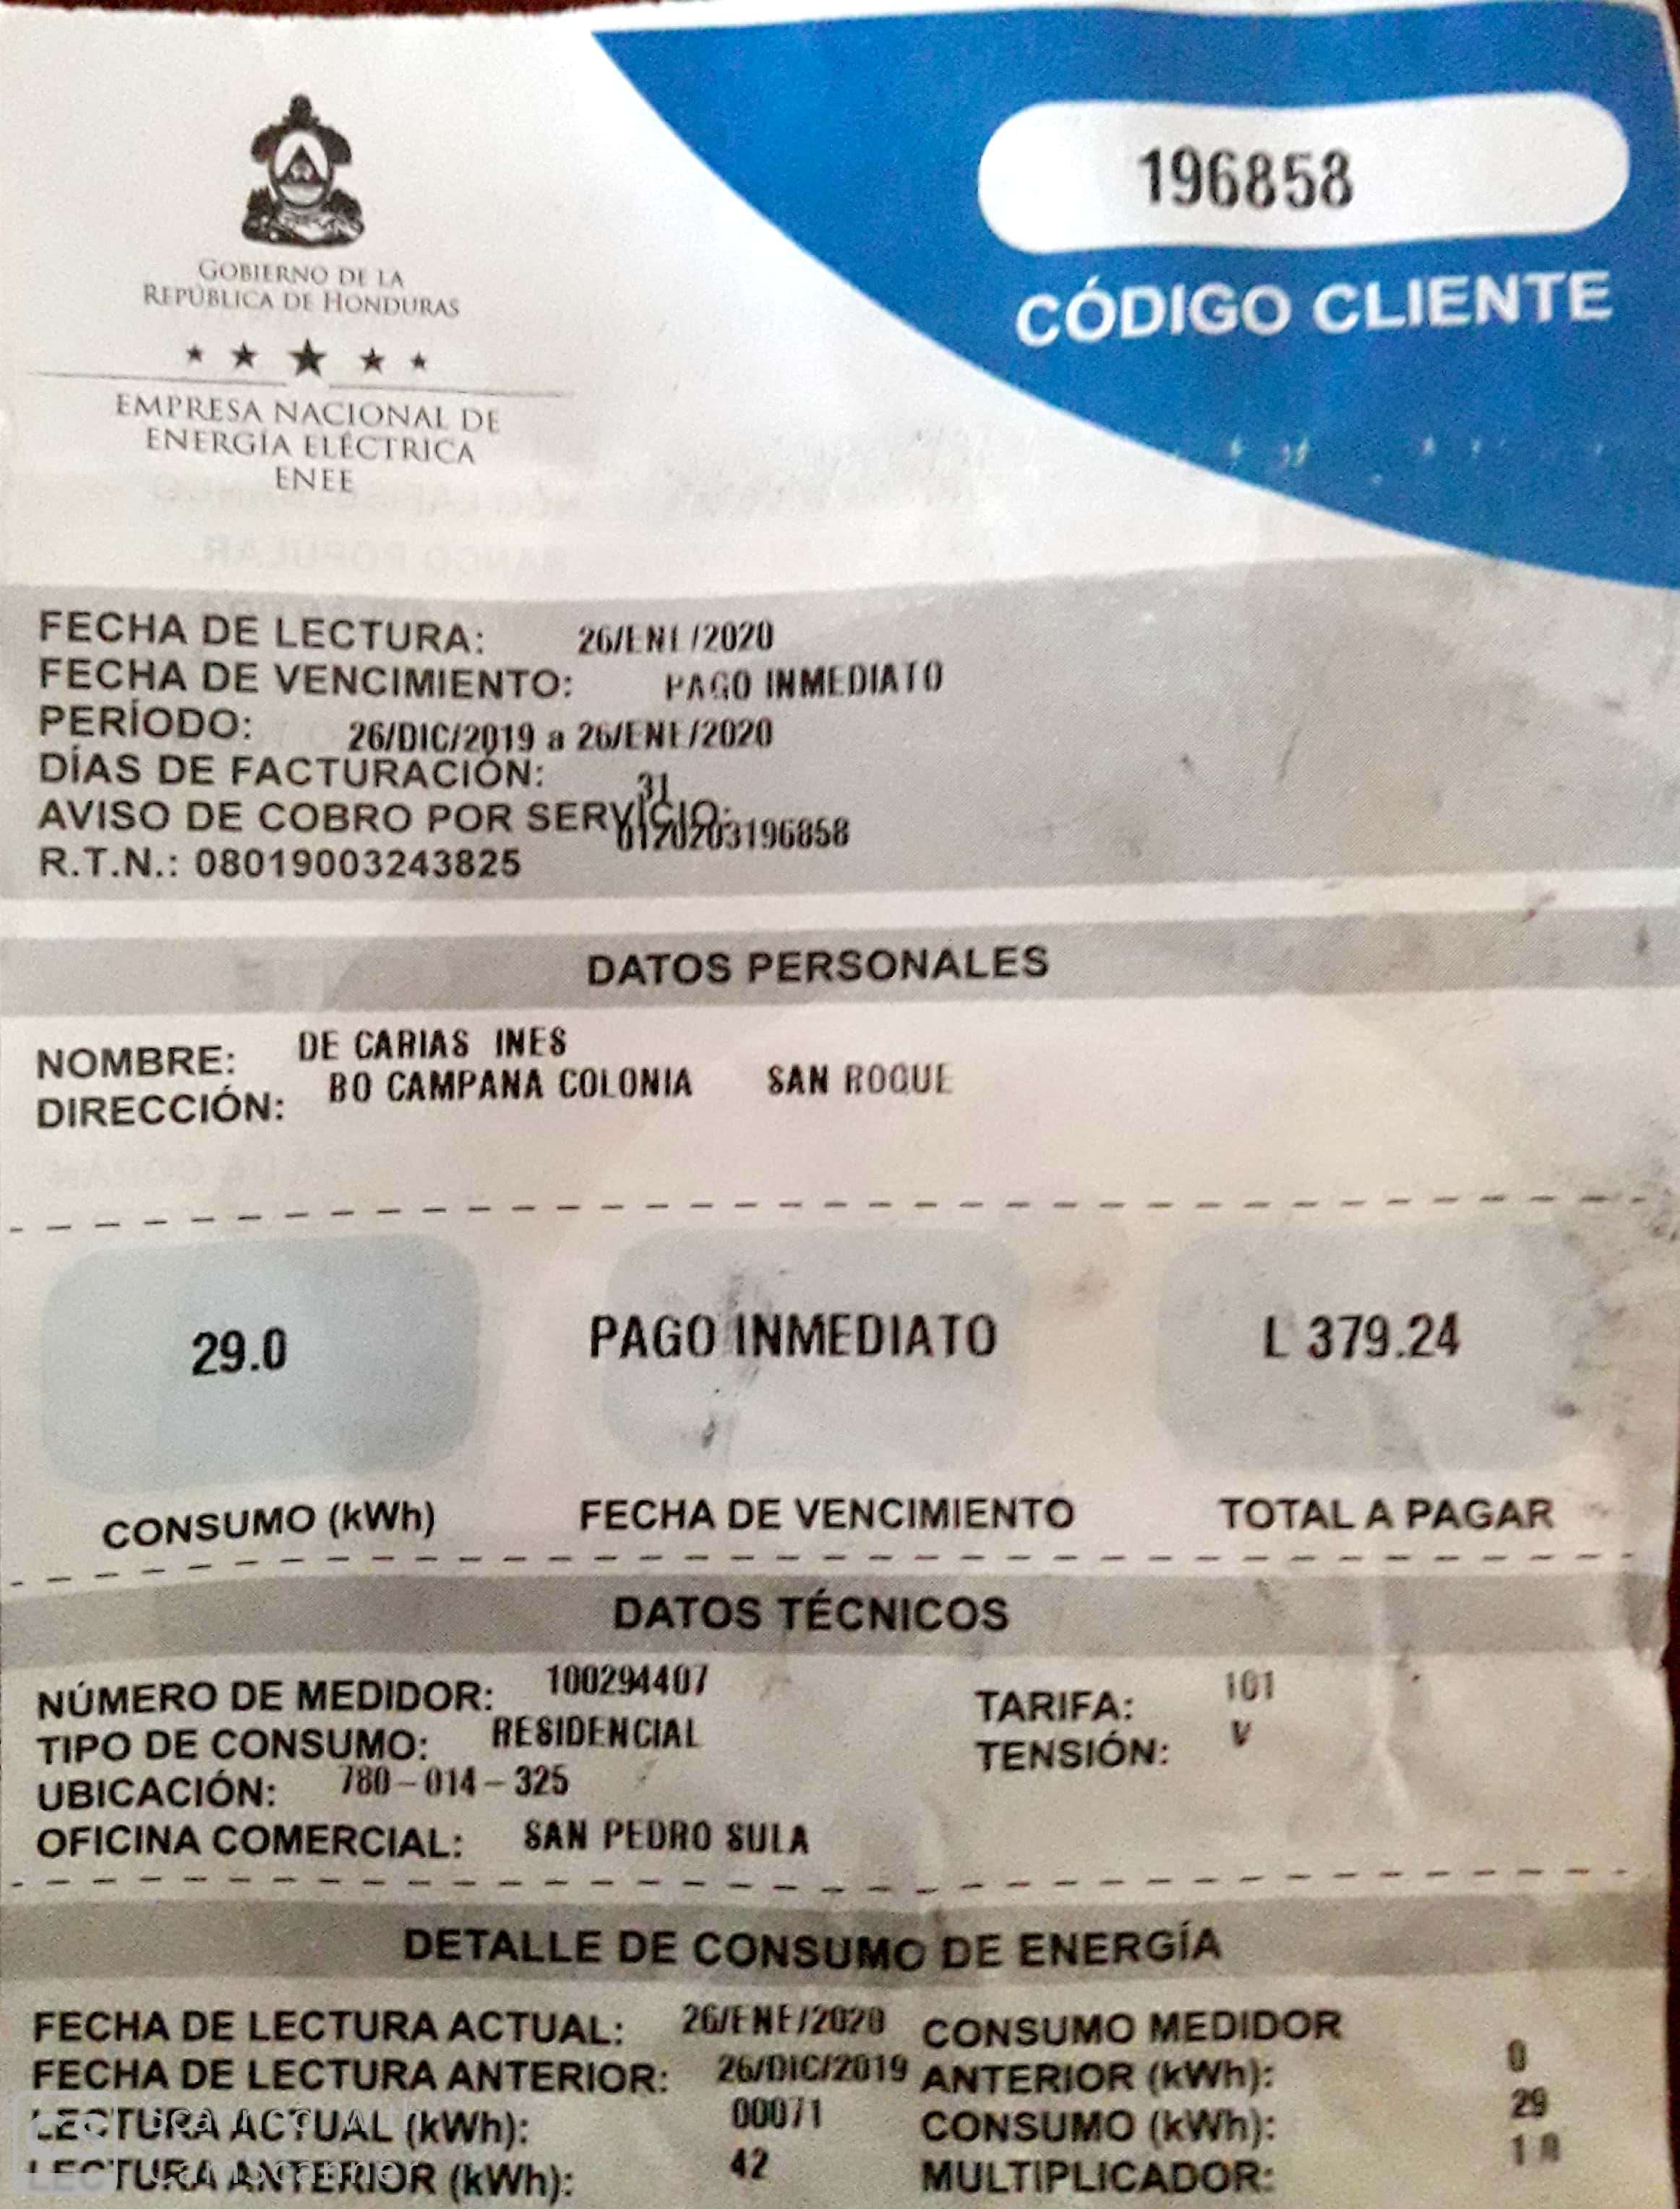 196858
CÓDIGO CLIENTE
GOBIERNO DE LA
REPÚBLICA DE HONDURAS
EMPRESA NACIONAL DE
ENERGÍA ELÉCTRICA
ENEE
FECHA DE LECTURA: 26/ENE/2020
FECHA DE VENCIMIENTO: PAGO INMEDIATO
PERÍODO: 26/DIC/2019 a 26/ENE/2020
DÍAS DE FACTURACIÓN: 31
AVISO DE COBRO POR SERVICIO: 0120203196858
R.T.N.: 08019003243825
DATOS PERSONALES
NOMBRE: DE CARIAS INES
DIRECCIÓN: BO CAMPANA COLONIA SAN ROQUE
29.0 PAGO INMEDIATO L 379.24
CONSUMO (kWh) FECHA DE VENCIMIENTO TOTAL A PAGAR
DATOS TÉCNICOS
NÚMERO DE MEDIDOR: 100294407 TARIFA: 101
TIPO DE CONSUMO: RESIDENCIAL TENSIÓN: V
UBICACIÓN: 780-014-325
OFICINA COMERCIAL: SAN PEDRO SULA
DETALLE DE CONSUMO DE ENERGÍA
FECHA DE LECTURA ACTUAL: 26/ENE/2020 CONSUMO MEDIDOR
FECHA DE LECTURA ANTERIOR: 26/DIC/2019 ANTERIOR (kWh): 0
LECTURA ACTUAL (kWh): 00071 CONSUMO (kWh): 29
LECTURA ANTERIOR (kWh): 42 MULTIPLICADOR:
CS
CamScanner